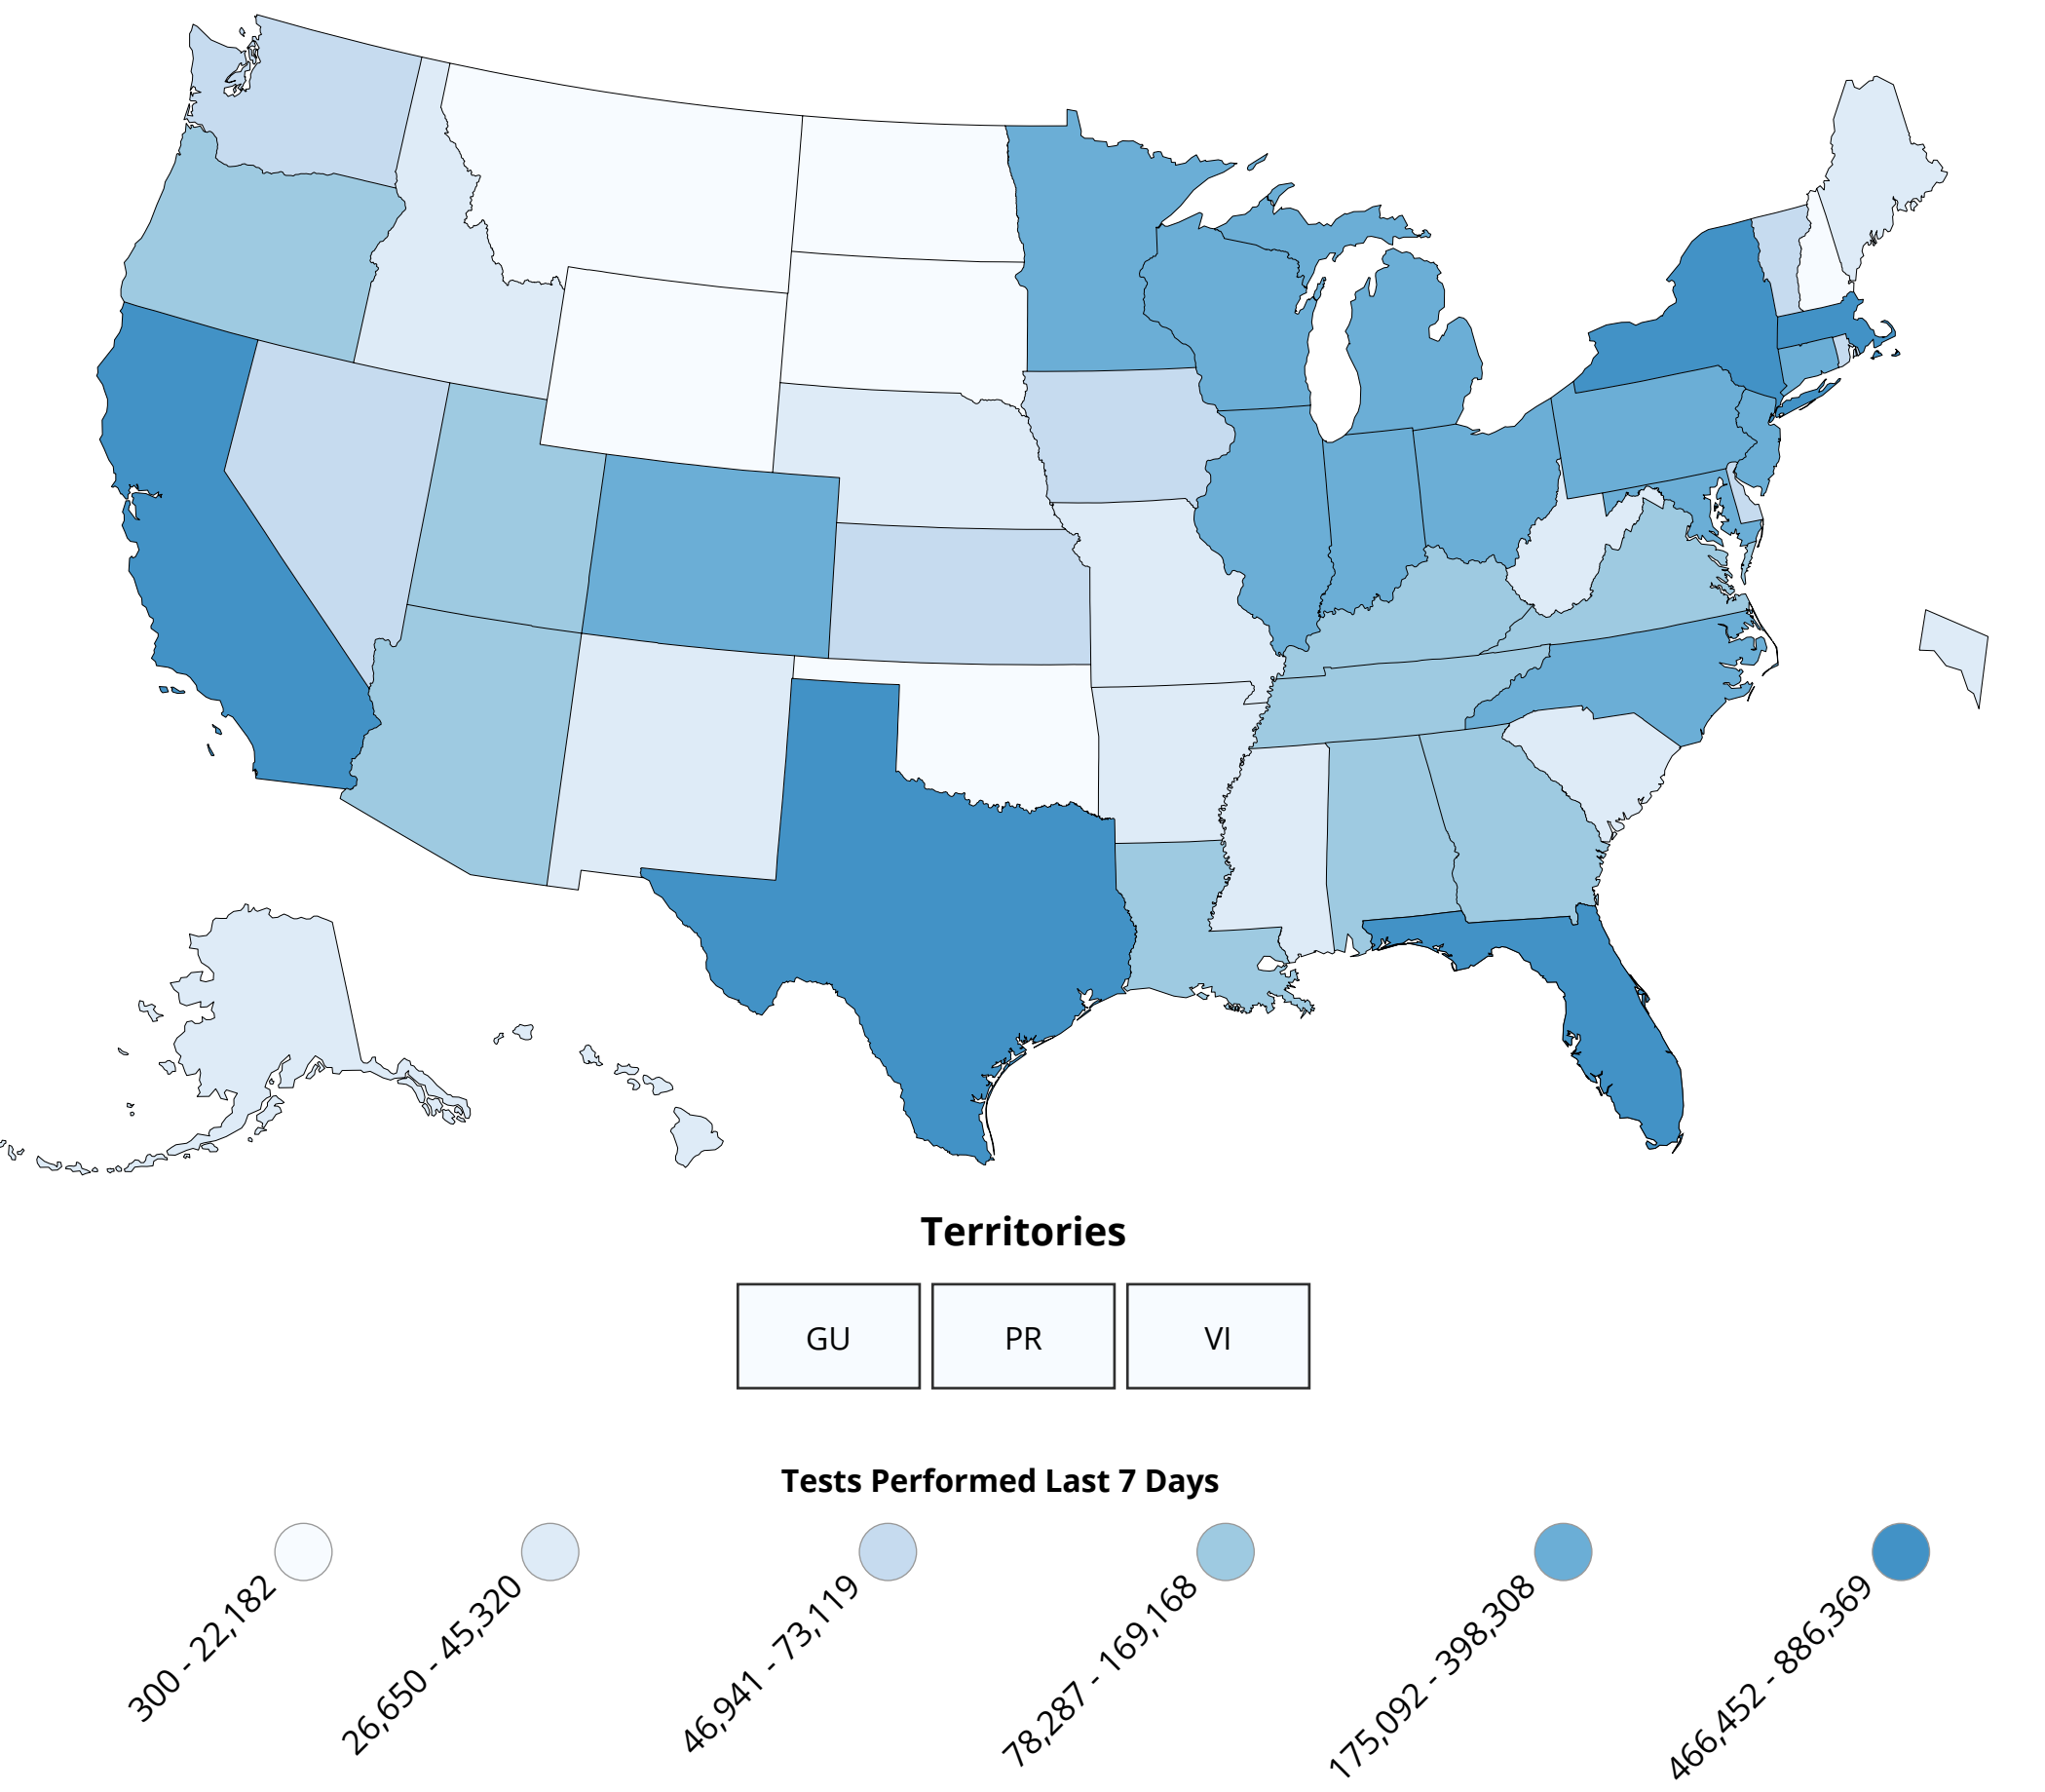 Territories
GU PR VI
Tests Performed Last 7 Days
300 - 22,182
26,650 - 45,320
46,941 - 73,119
78,287 - 169,168
175,092 - 398,308
466,452 - 886,369